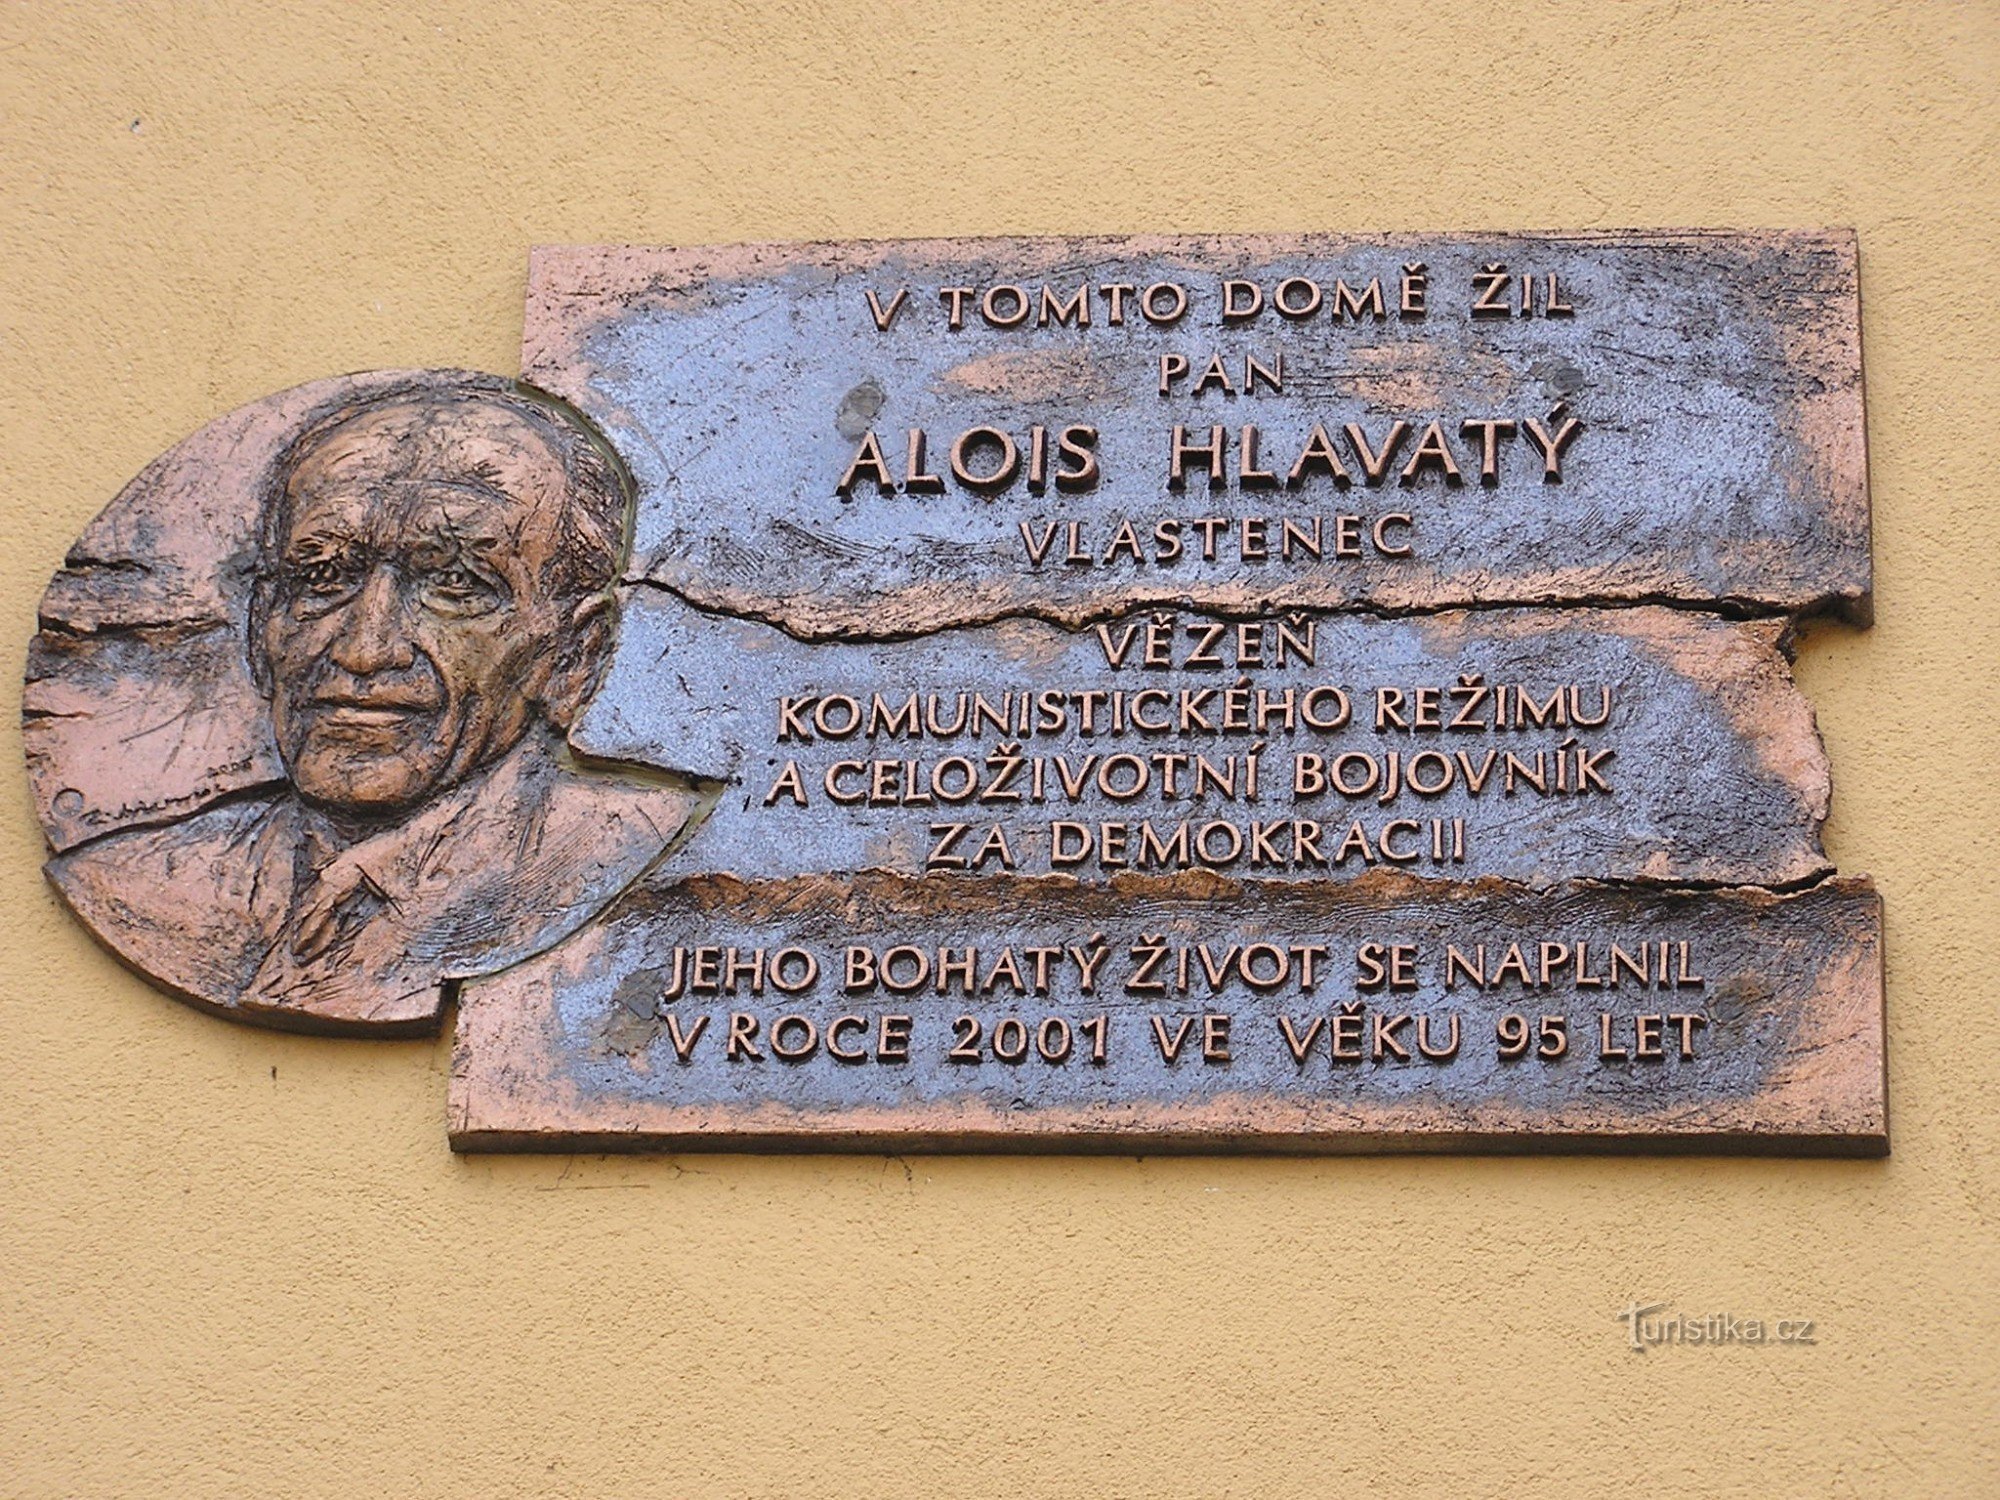 V TOMTO DOMĚ ŽIL
PAN
ALOIS HLAVATÝ
VLASTENEC
VĚZEŇ
KOMUNISTICKÉHO REŽIMU
A CELOŽIVOTNÍ BOJOVNÍK
ZA DEMOKRACII
JEHO BOHATÝ ŽIVOT SE NAPLNIL
V ROCE 2001 VE VĚKU 95 LET
Turistika.cz